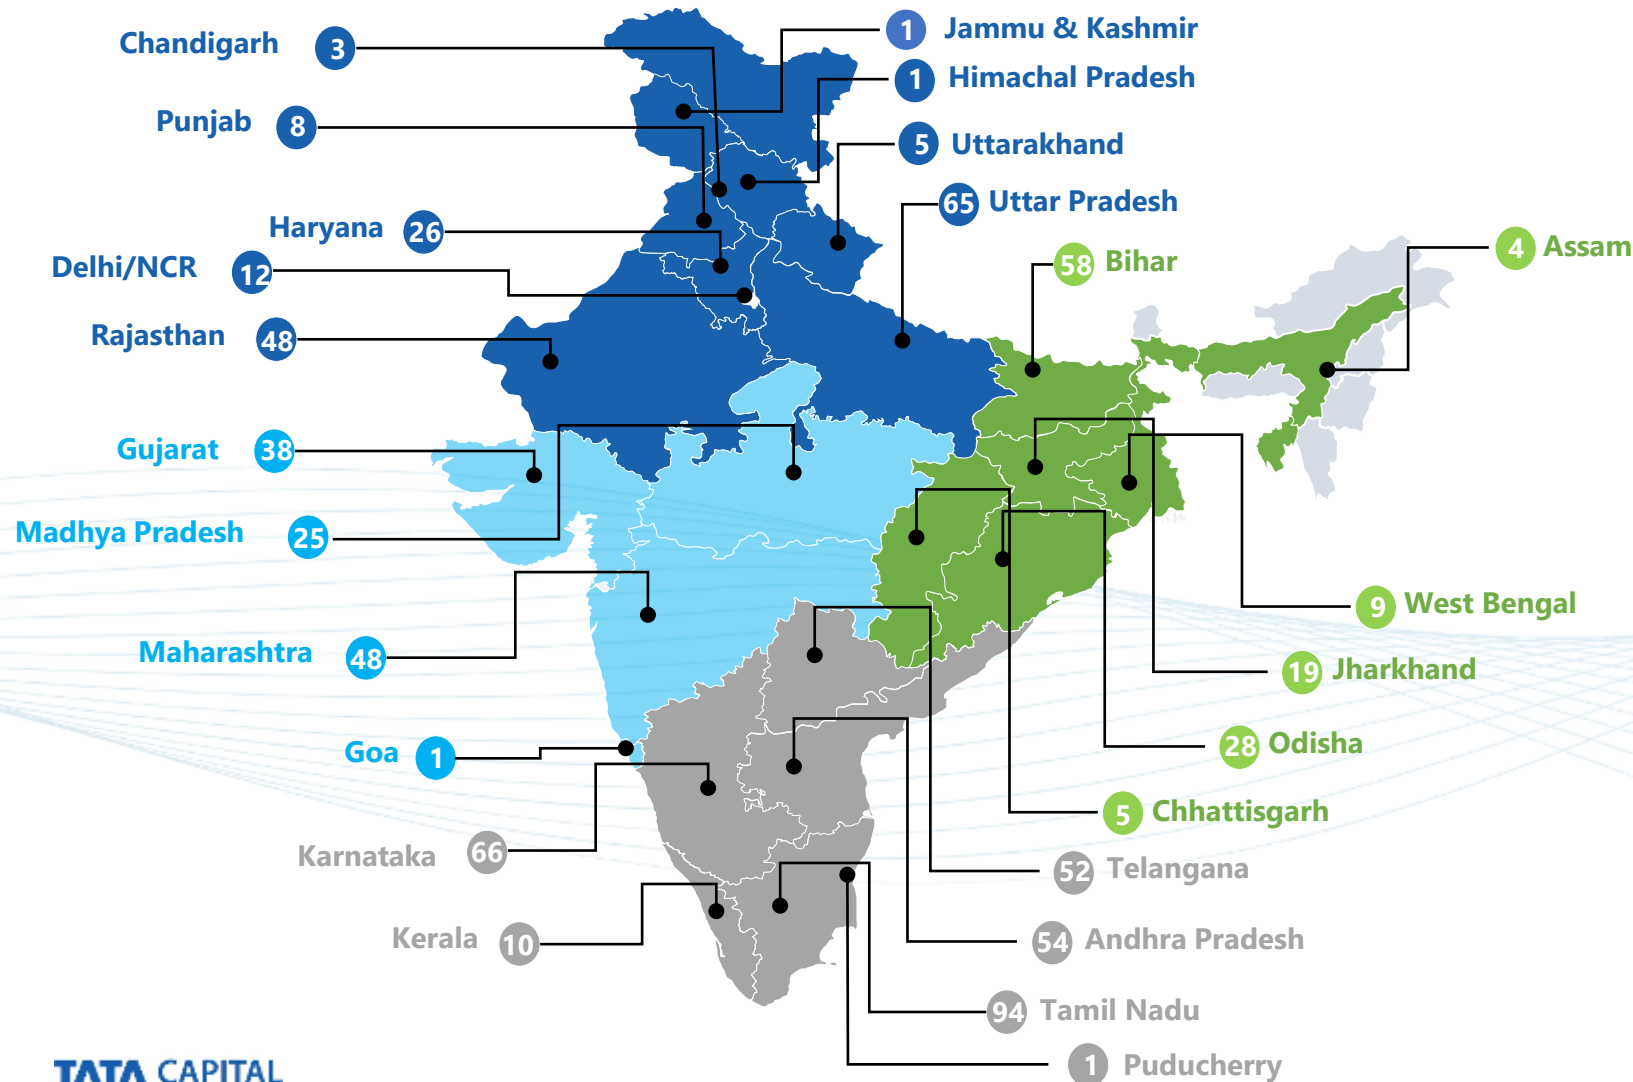 Chandigarh 3
1 Jammu & Kashmir
1 Himachal Pradesh
Punjab 8
5 Uttarakhand
65 Uttar Pradesh
Haryana 26
4 Assam
58 Bihar
Delhi/NCR 12
Rajasthan 48
Gujarat 38
Madhya Pradesh 25
9 West Bengal
Maharashtra 48
19 Jharkhand
28 Odisha
Goa 1
5 Chhattisgarh
Karnataka 66
52 Telangana
Kerala 10
54 Andhra Pradesh
94 Tamil Nadu
1 Puducherry
TATA CAPITAL